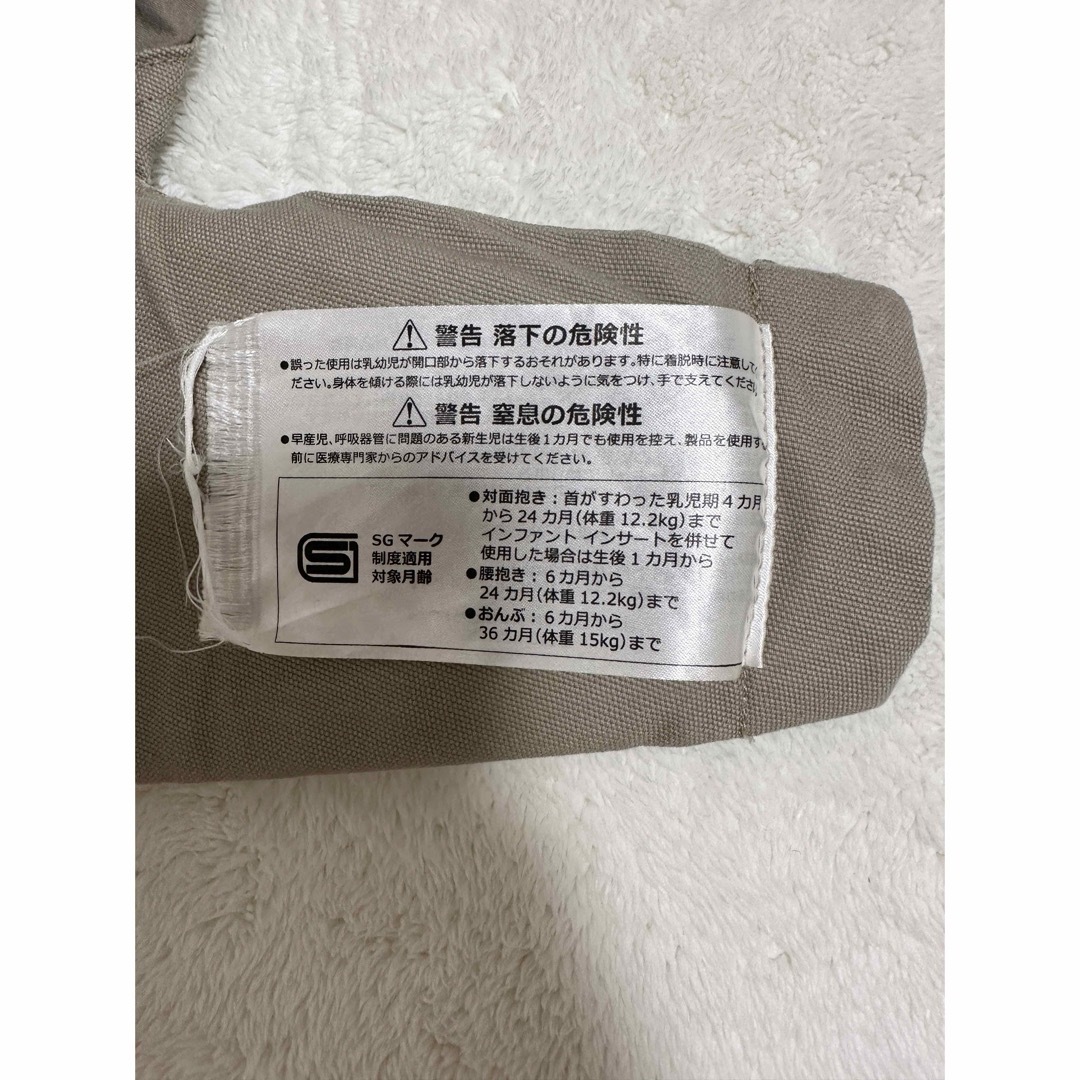 警告 落下の危険性
●誤った使用は乳幼児が開口部から落下するおそれがあります。特に着脱時に注意して
ださい。身体を傾ける際には乳幼児が落下しないように気をつけ、手で支えてください
警告 窒息の危険性
●早産児、呼吸器管に問題のある新生児は生後1カ月でも使用を控え、製品を使用す
前に医療専門家からのアドバイスを受けてください。
SGマーク
制度適用
対象月齢
●対面抱き:首がすわった乳児期4カ月
から24カ月(体重12.2kg)まで
インファント インサートを併せて
使用した場合は生後1カ月から
●腰抱き:6カ月から
24カ月(体重12.2kg)まで
●おんぶ:6カ月から
36カ月(体重15kg)まで